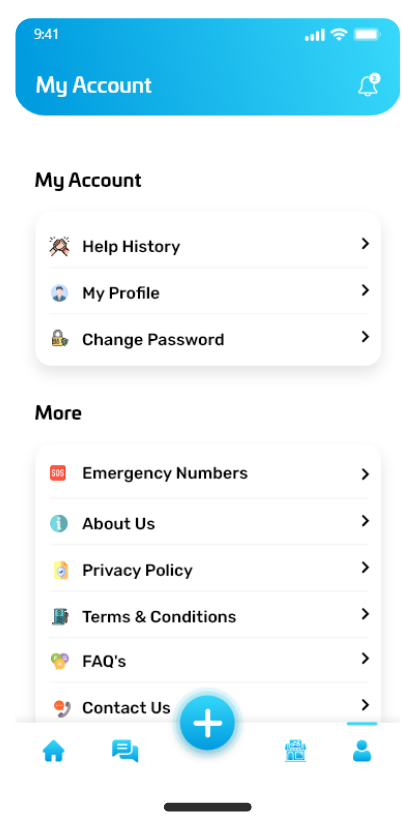 9:41
My Account
My Account
Help History
My Profile
Change Password
More
SOS
Emergency Numbers
About Us
Privacy Policy
Terms & Conditions
FAQ's
Contact Us